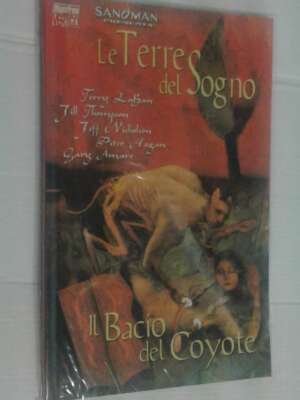 SANDMAN
PRESENTA
Le Terre
del Sogno
Terry LaBan
Jill Thompson
Jeff Nicholson
Peter Hogan
Gary Amaro
Il Bacio
del Coyote